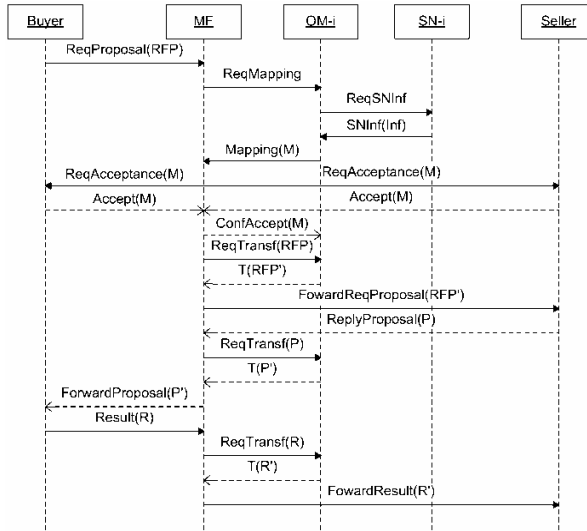 Buyer
MF
OM-i
SN-i
Seller
ReqProposal(RFP)
ReqMapping
ReqSNInf
SNInf(Inf)
Mapping(M)
ReqAcceptance(M)
ReqAcceptance(M)
Accept(M)
Accept(M)
ConfAccept(M)
ReqTransf(RFP)
T(RFP')
FowardReqProposal(RFP')
ReplyProposal(P)
ReqTransf(P)
T(P')
ForwardProposal(P')
Result(R)
ReqTransf(R)
T(R')
FowardResult(R')